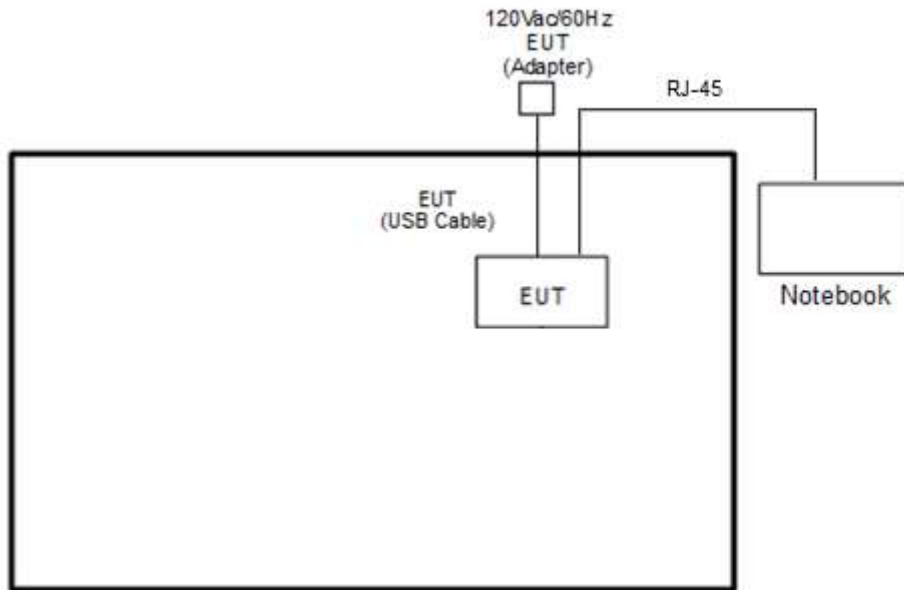 120Vac/60Hz
EUT
(Adapter)
RJ-45
EUT
(USB Cable)
EUT
Notebook